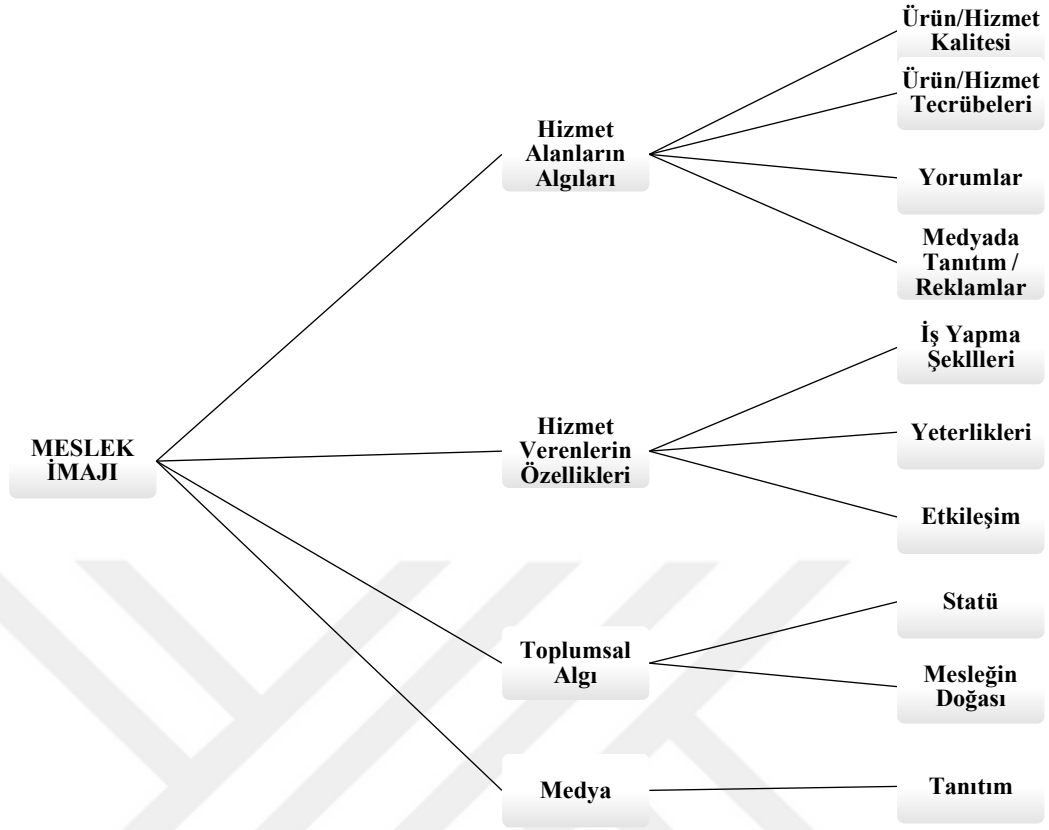 MESLEK
İMAJI
Hizmet
Alanların
Algıları
Ürün/Hizmet
Kalitesi
Ürün/Hizmet
Tecrübeleri
Yorumlar
Medyada
Tanıtım /
Reklamlar
Hizmet
Verenlerin
Özellikleri
İş Yapma
Şekllleri
Yeterlikleri
Etkileşim
Toplumsal
Algı
Statü
Mesleğin
Doğası
Medya
Tanıtım